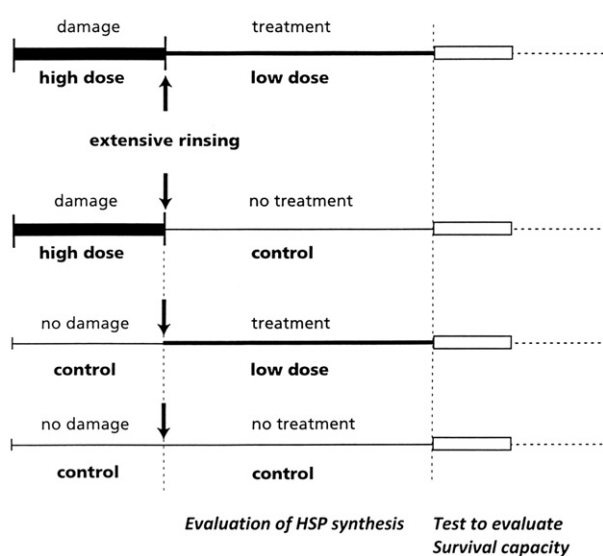 damage treatment
high dose low dose
extensive rinsing
damage no treatment
high dose control
no damage treatment
control low dose
no damage no treatment
control control
Evaluation of HSP synthesis Test to evaluate
Survival capacity